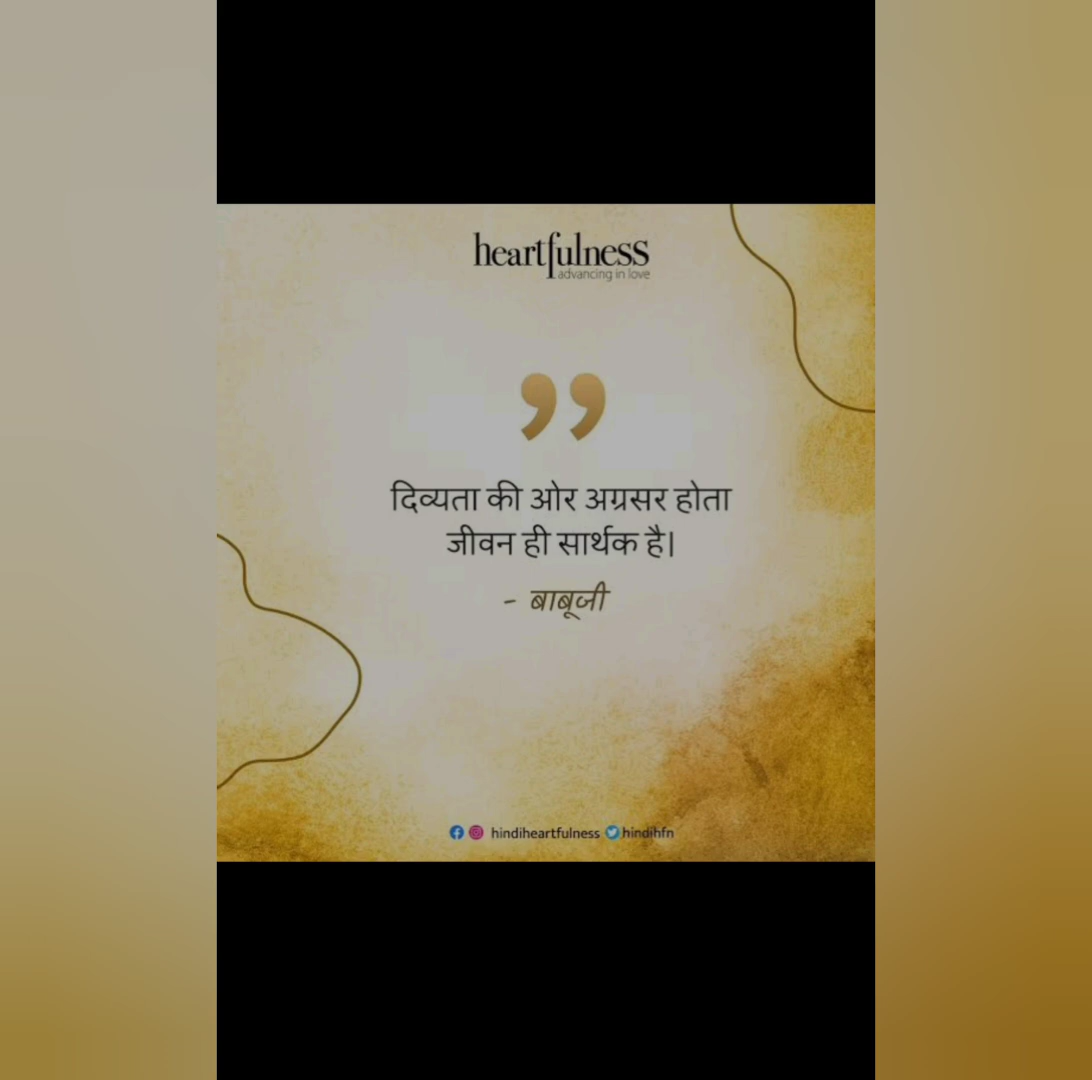 heartfulness
advancing in love
”
दिव्यता की ओर अग्रसर होता
जीवन ही सार्थक है।
- बाबूजी
hindiheartfulness hindihfn